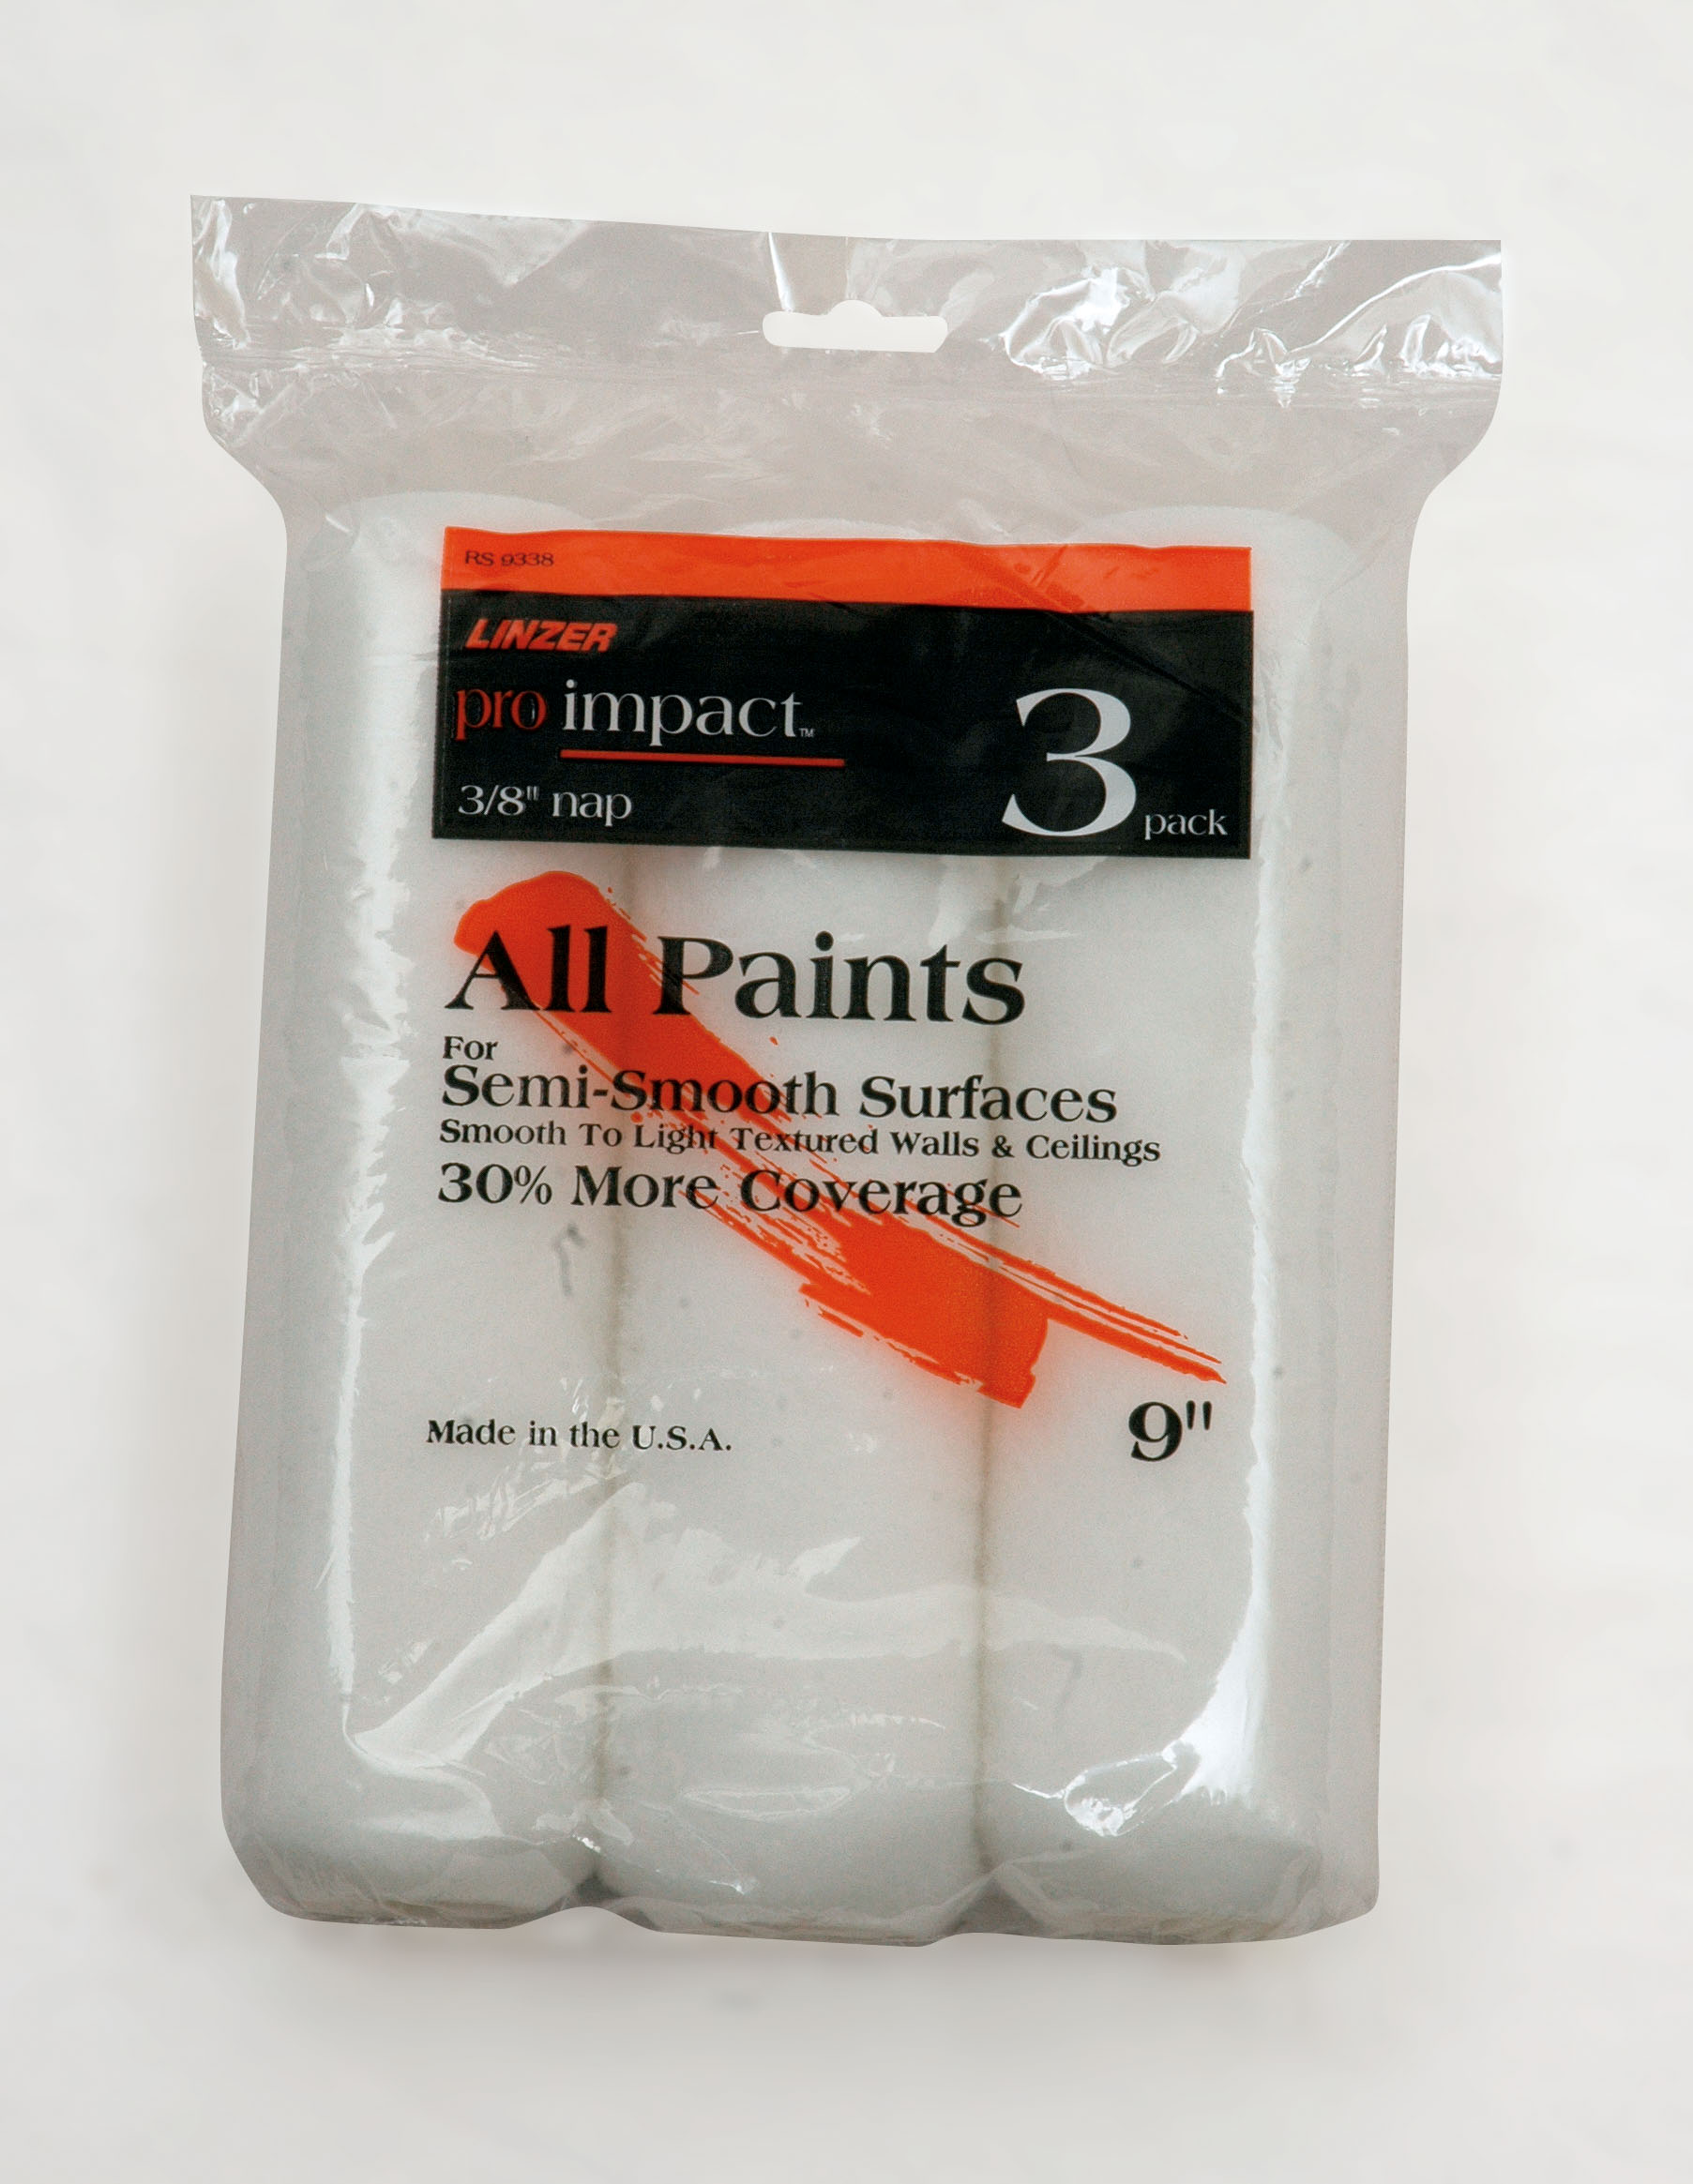 RS 9338
LINZER
pro impact™
3/8" nap
3 pack
All Paints
For
Semi-Smooth Surfaces
Smooth To Light Textured Walls & Ceilings
30% More Coverage
Made in the U.S.A.
9"